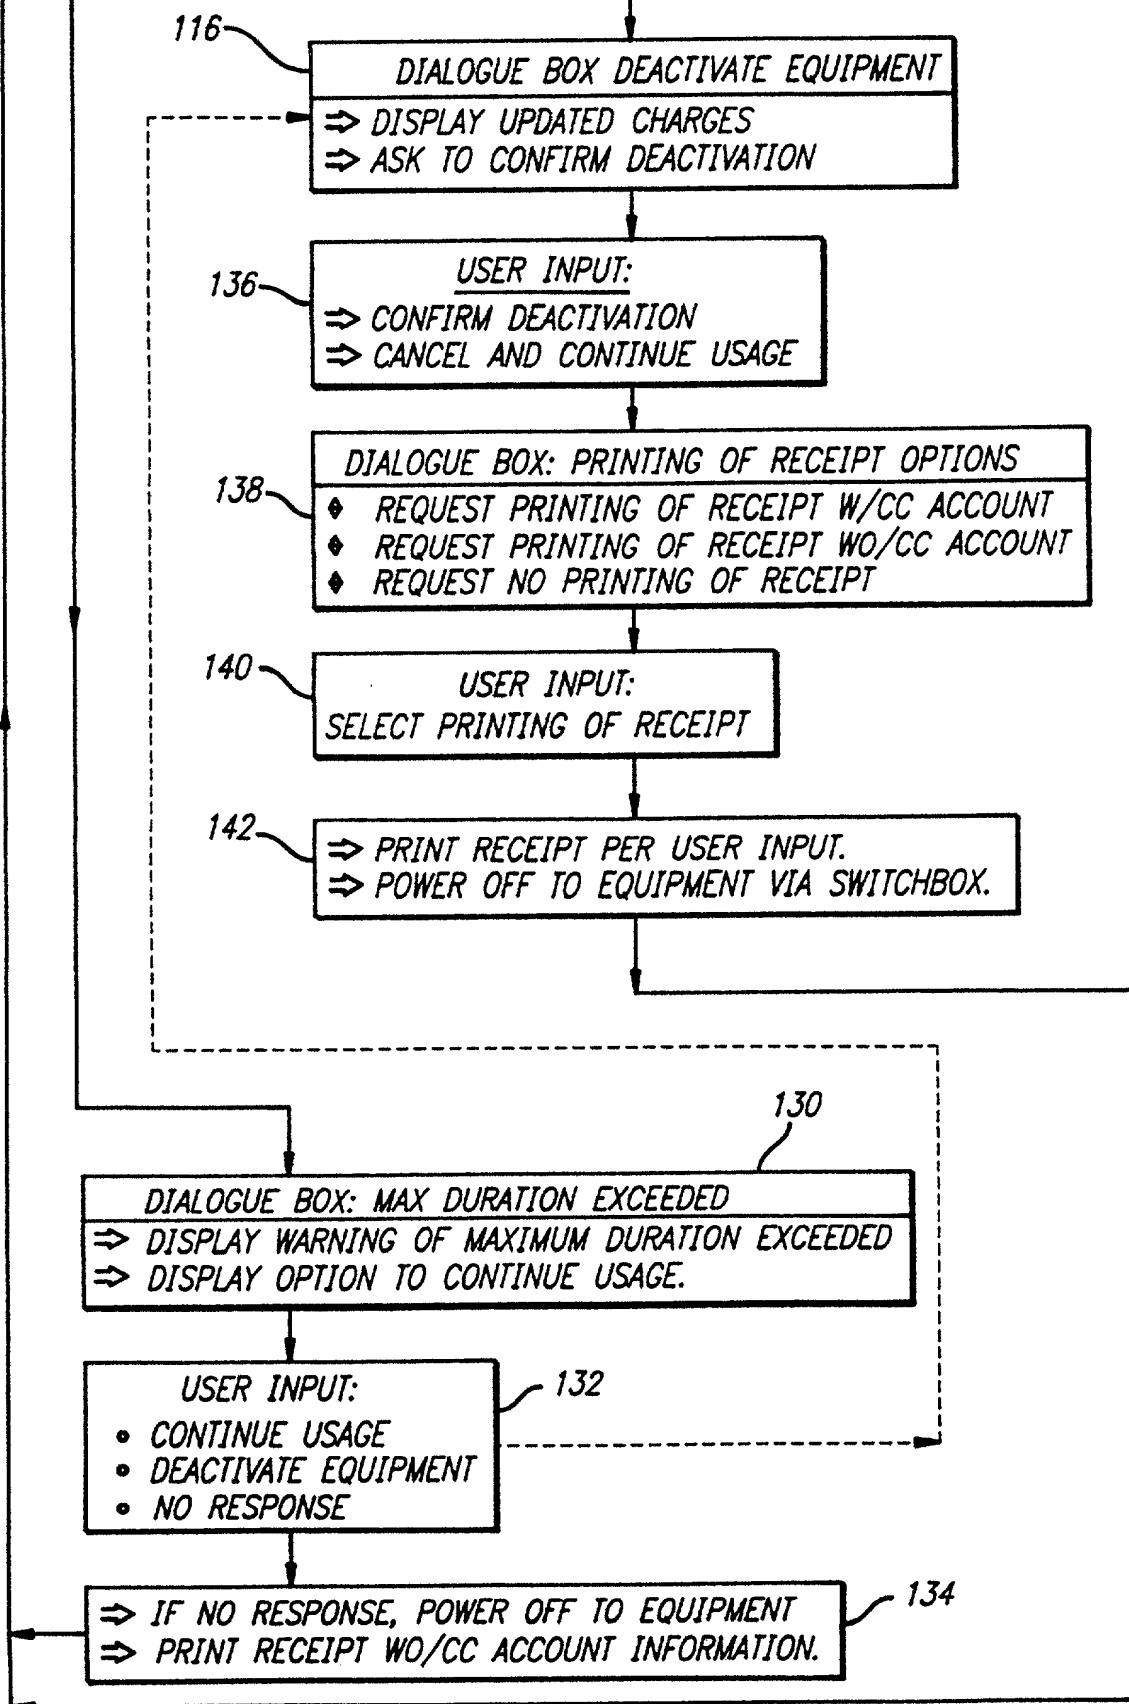 116
DIALOGUE BOX DEACTIVATE EQUIPMENT
⇒ DISPLAY UPDATED CHARGES
⇒ ASK TO CONFIRM DEACTIVATION
136
USER INPUT:
⇒ CONFIRM DEACTIVATION
⇒ CANCEL AND CONTINUE USAGE
138
DIALOGUE BOX: PRINTING OF RECEIPT OPTIONS
♦ REQUEST PRINTING OF RECEIPT W/CC ACCOUNT
♦ REQUEST PRINTING OF RECEIPT WO/CC ACCOUNT
♦ REQUEST NO PRINTING OF RECEIPT
140
USER INPUT:
SELECT PRINTING OF RECEIPT
142
⇒ PRINT RECEIPT PER USER INPUT.
⇒ POWER OFF TO EQUIPMENT VIA SWITCHBOX.
130
DIALOGUE BOX: MAX DURATION EXCEEDED
⇒ DISPLAY WARNING OF MAXIMUM DURATION EXCEEDED
⇒ DISPLAY OPTION TO CONTINUE USAGE.
132
USER INPUT:
• CONTINUE USAGE
• DEACTIVATE EQUIPMENT
• NO RESPONSE
134
⇒ IF NO RESPONSE, POWER OFF TO EQUIPMENT
⇒ PRINT RECEIPT WO/CC ACCOUNT INFORMATION.